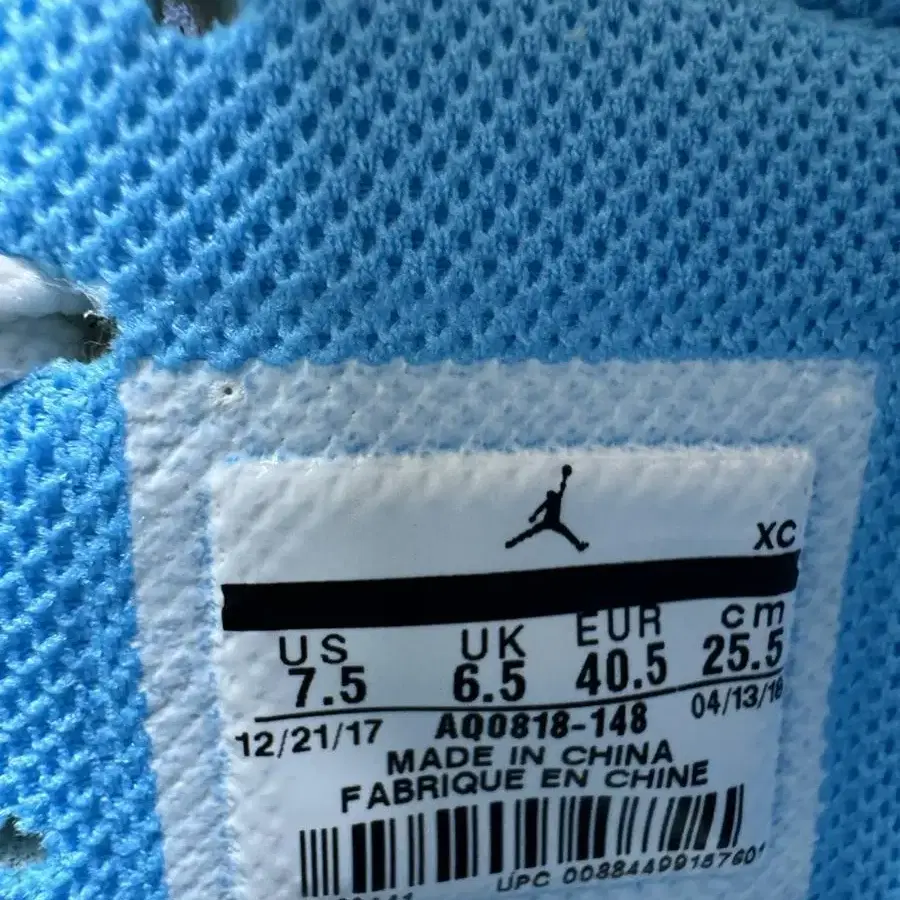 XC
US UK EUR cm
7.5 6.5 40.5 25.5
12/21/17 AQ0818-148 04/13/18
MADE IN CHINA
FABRIQUE EN CHINE
UPC 00884499187601